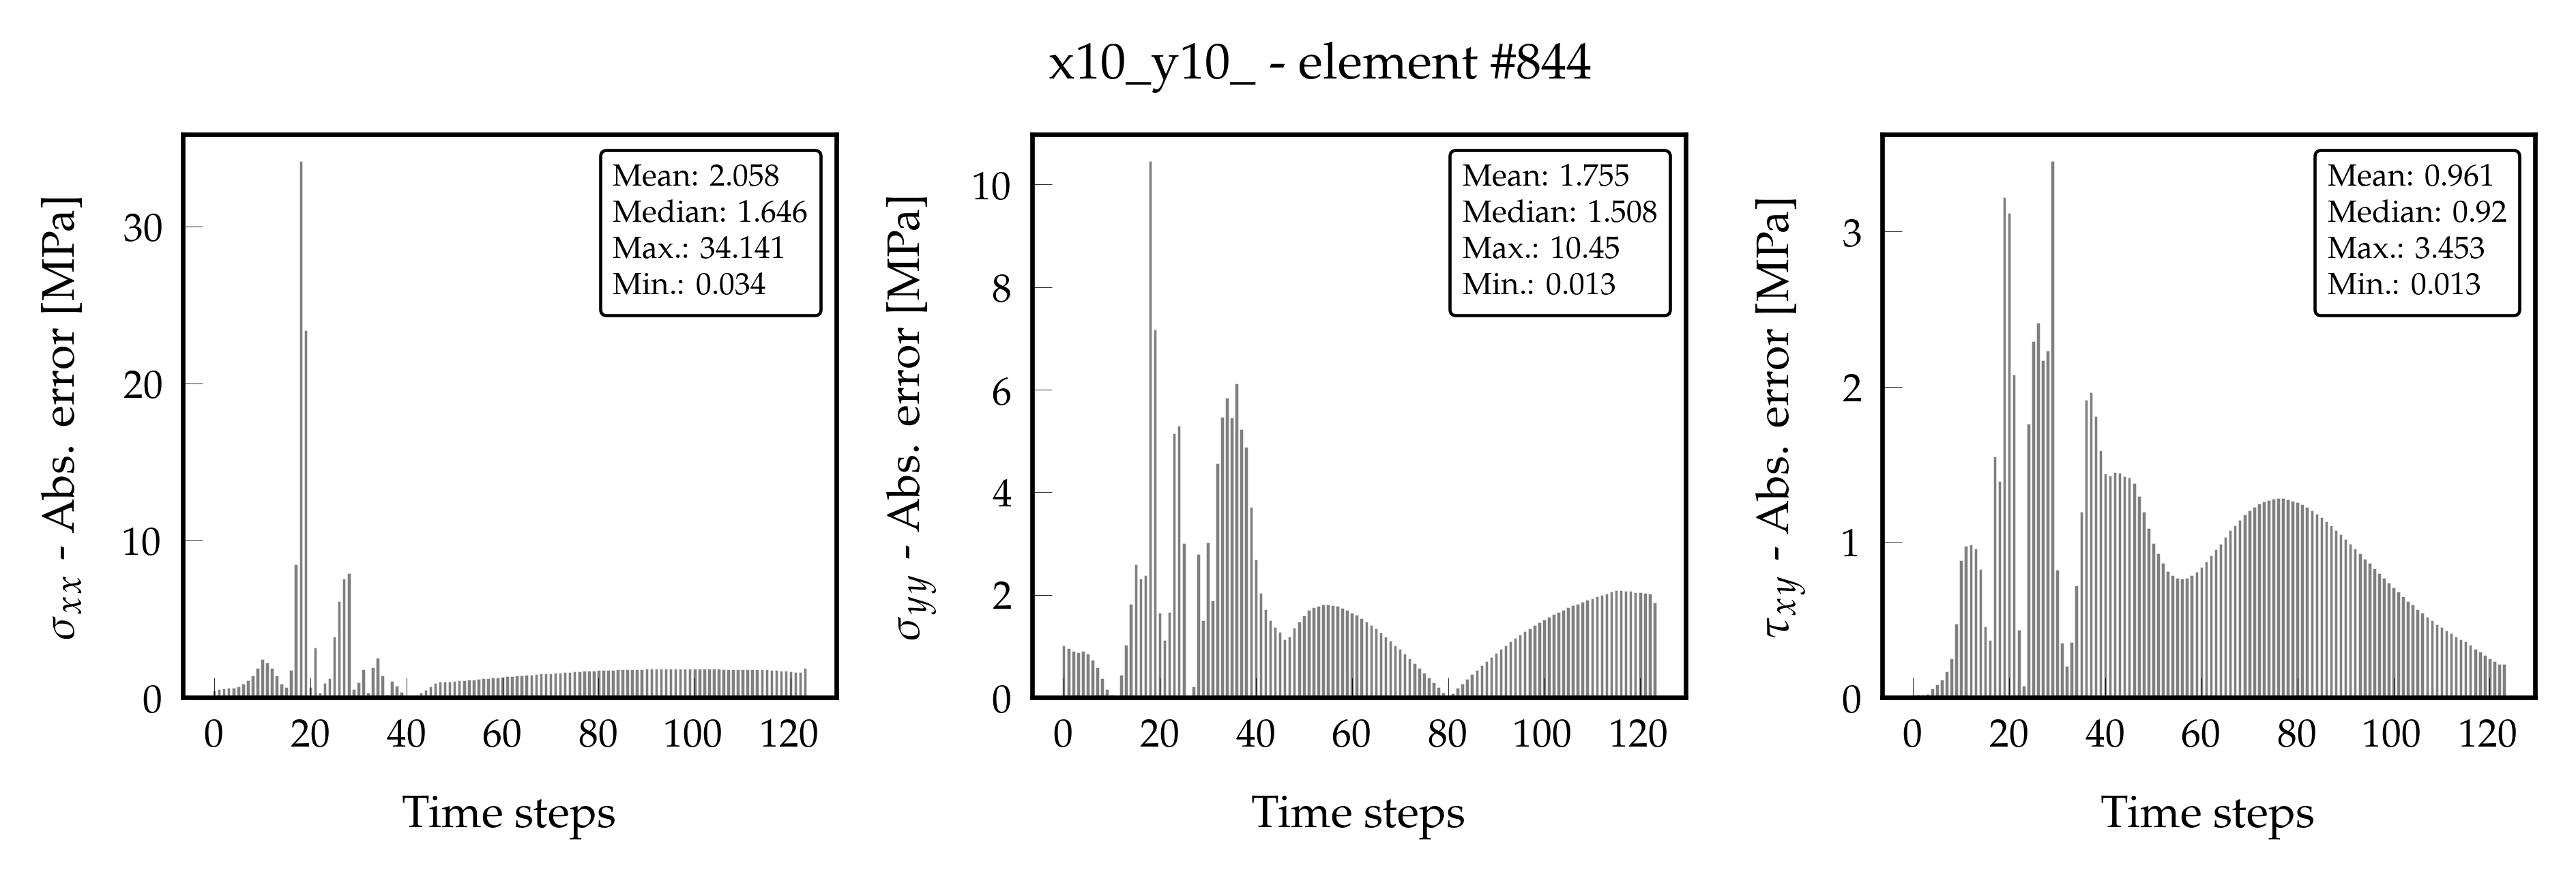 x10_y10_ - element #844
σxx - Abs. error [MPa]
30
20
10
0
Mean: 2.058
Median: 1.646
Max.: 34.141
Min.: 0.034
0 20 40 60 80 100 120
Time steps
σyy - Abs. error [MPa]
10
8
6
4
2
0
Mean: 1.755
Median: 1.508
Max.: 10.45
Min.: 0.013
0 20 40 60 80 100 120
Time steps
τxy - Abs. error [MPa]
3
2
1
0
Mean: 0.961
Median: 0.92
Max.: 3.453
Min.: 0.013
0 20 40 60 80 100 120
Time steps